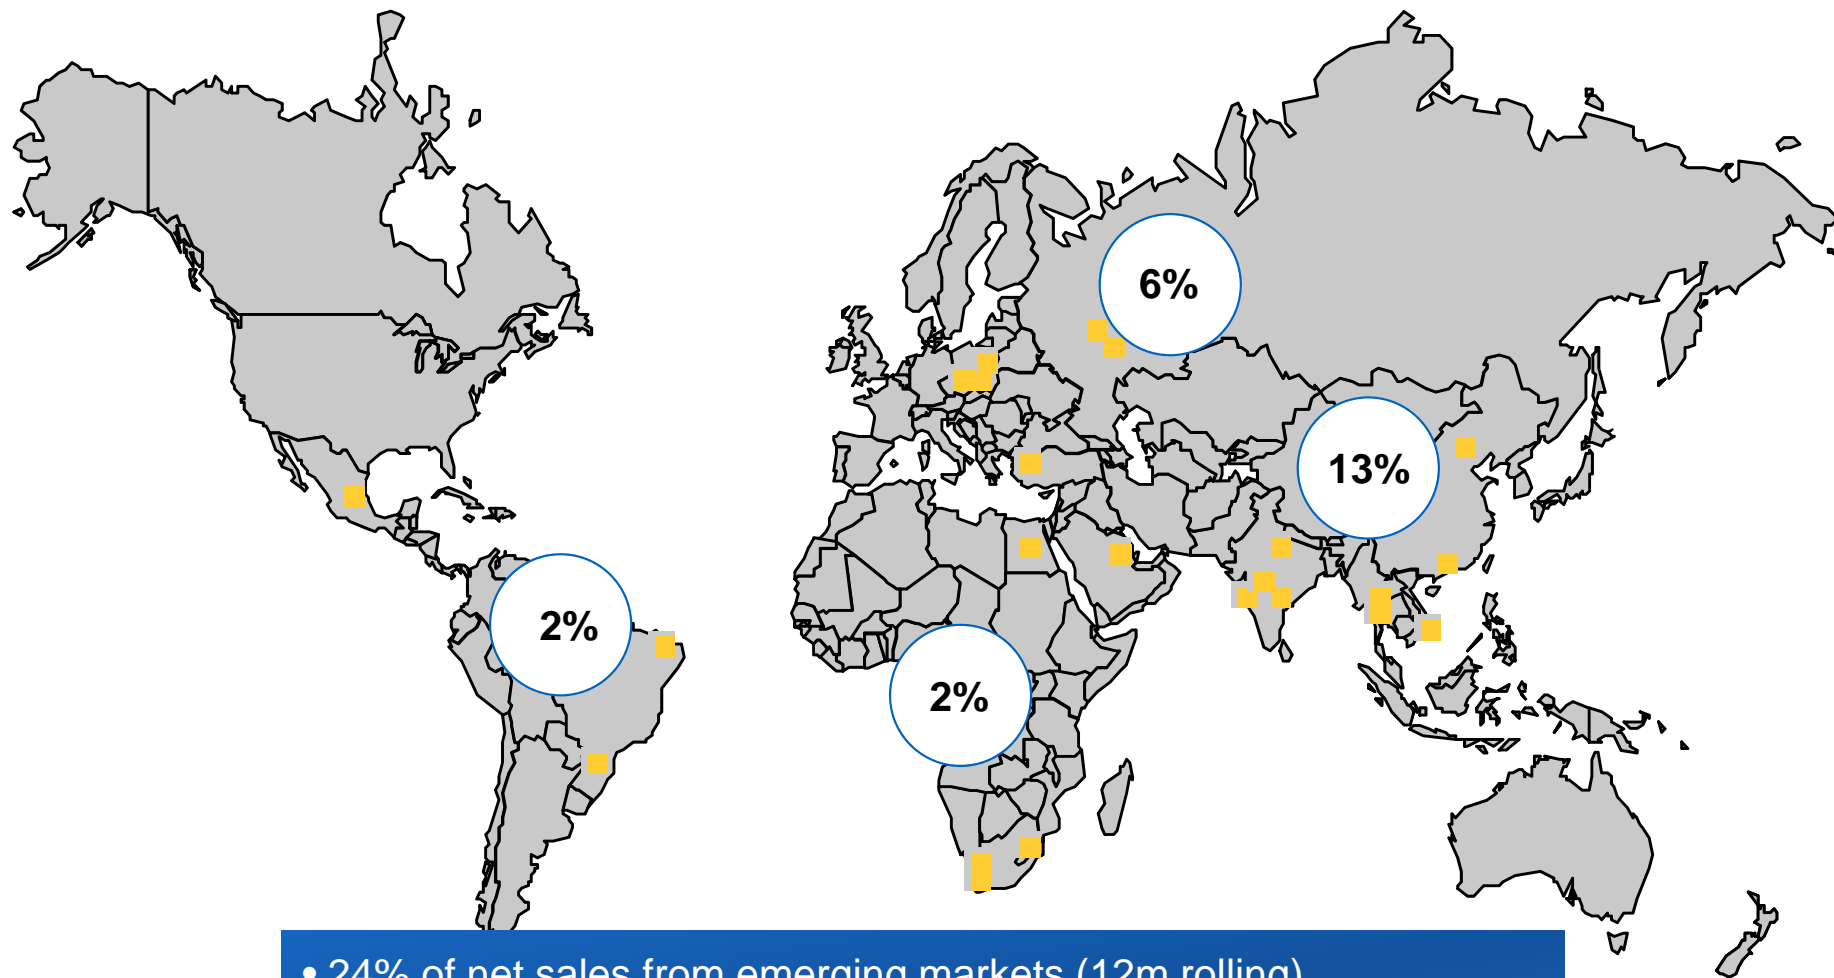 6%
13%
2%
2%
• 24% of net sales from emerging markets (12m rolling)